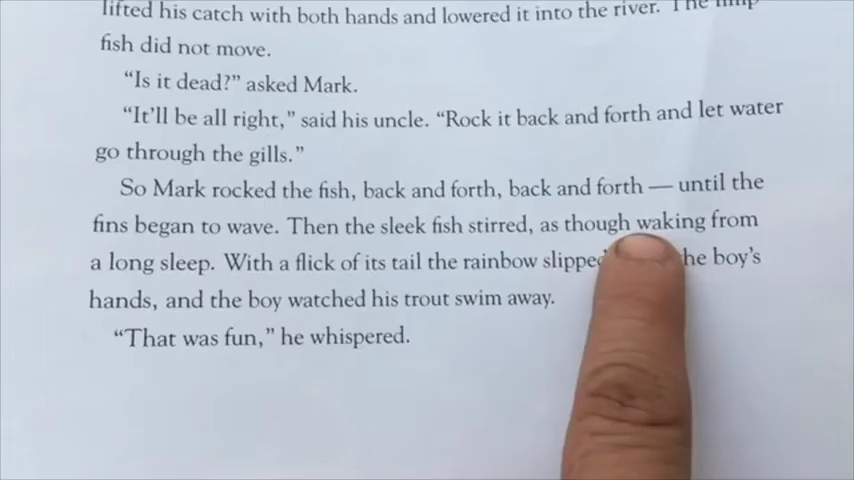 lifted his catch with both hands and lowered it into the river. The limp
fish did not move.
“Is it dead?” asked Mark.
“It’ll be all right,” said his uncle. “Rock it back and forth and let water
go through the gills.”
So Mark rocked the fish, back and forth, back and forth — until the
fins began to wave. Then the sleek fish stirred, as though waking from
a long sleep. With a flick of its tail the rainbow slipped the boy’s
hands, and the boy watched his trout swim away.
“That was fun,” he whispered.